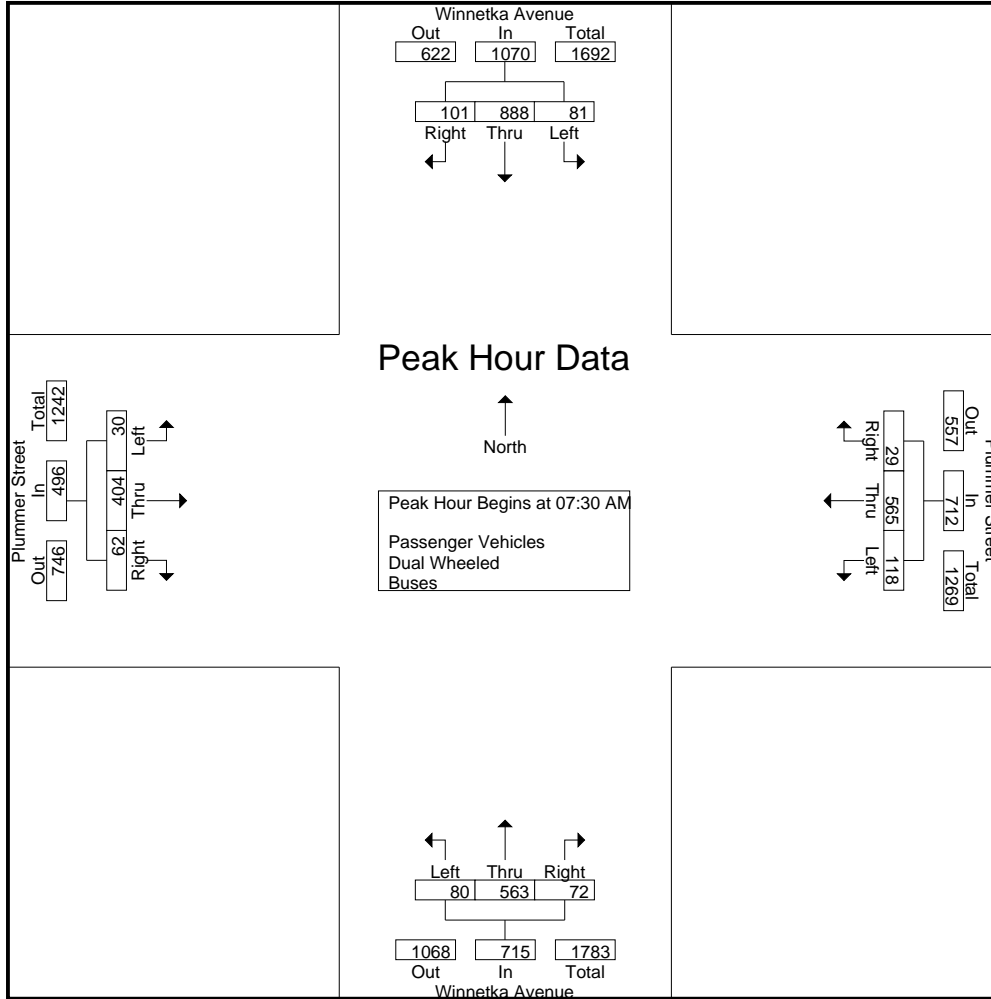 Winnetka Avenue
Out In Total
622 1070 1692
101 888 81
Right Thru Left
Peak Hour Data
North
Peak Hour Begins at 07:30 AM
Passenger Vehicles
Dual Wheeled
Buses
Plummer Street
Total In Out
1242 496 746
30 404 62
Left Thru Right
Right Thru Left
29 565 118
557 712 1269
Out In Total
Plummer Street
Left Thru Right
80 563 72
1068 715 1783
Out In Total
Winnetka Avenue